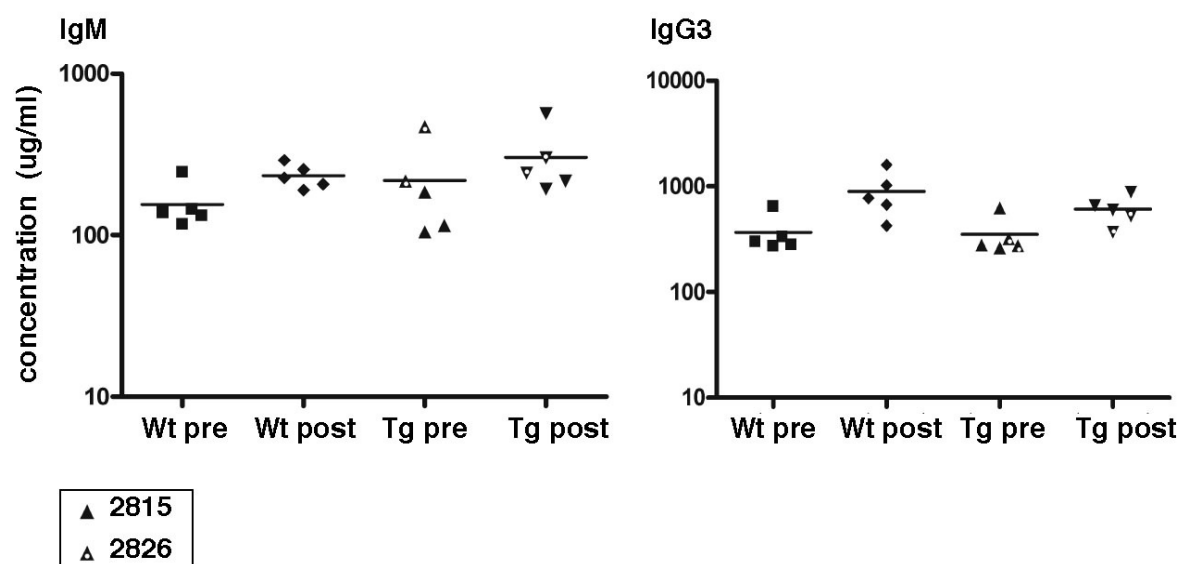 IgM
concentration (ug/ml)
1000
100
10
Wt pre Wt post Tg pre Tg post
IgG3
10000
1000
100
10
Wt pre Wt post Tg pre Tg post
2815
2826